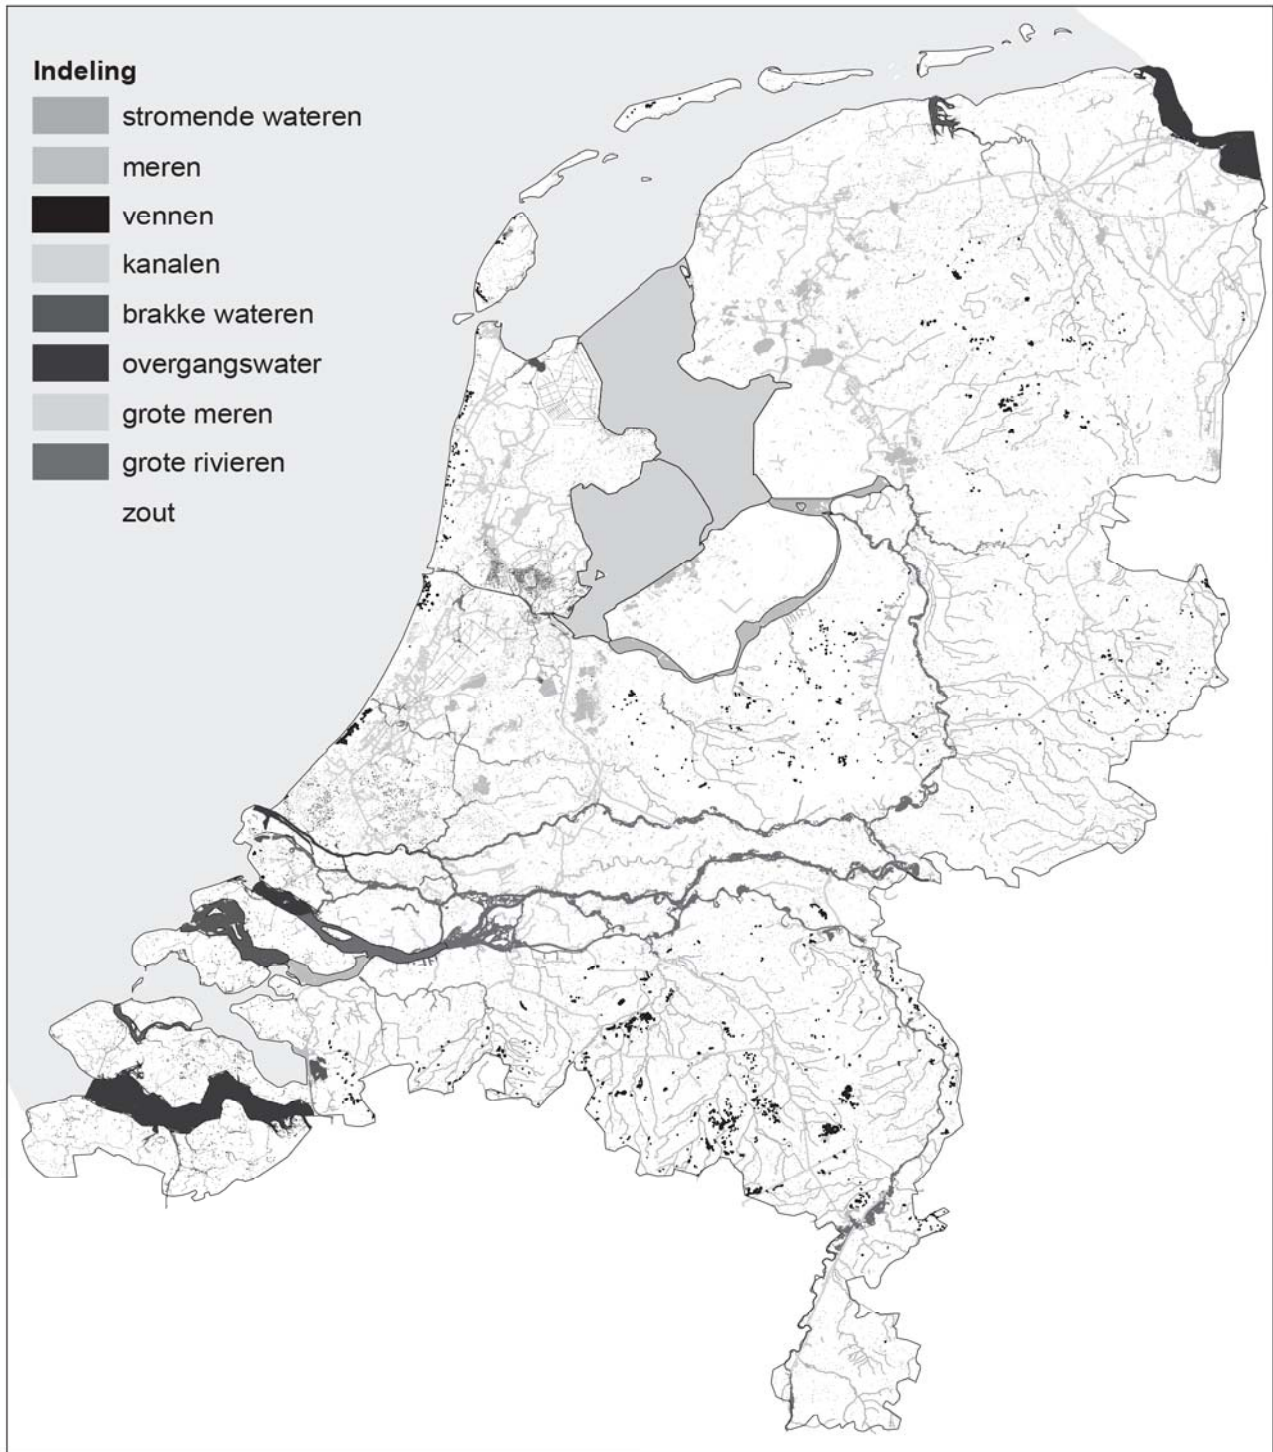 Indeling
stromende wateren
meren
vennen
kanalen
brakke wateren
overgangswater
grote meren
grote rivieren
zout